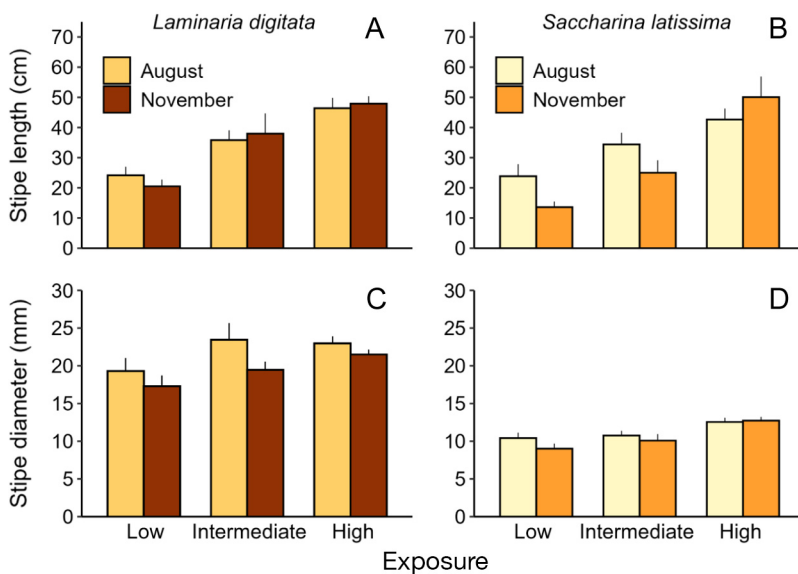 Laminaria digitata A
Saccharina latissima B
Stipe length (cm)
70
60
50
40
30
20
10
0
August
November
70
60
50
40
30
20
10
0
August
November
C
D
Stipe diameter (mm)
30
25
20
15
10
5
0
30
25
20
15
10
5
0
Low Intermediate High
Low Intermediate High
Exposure